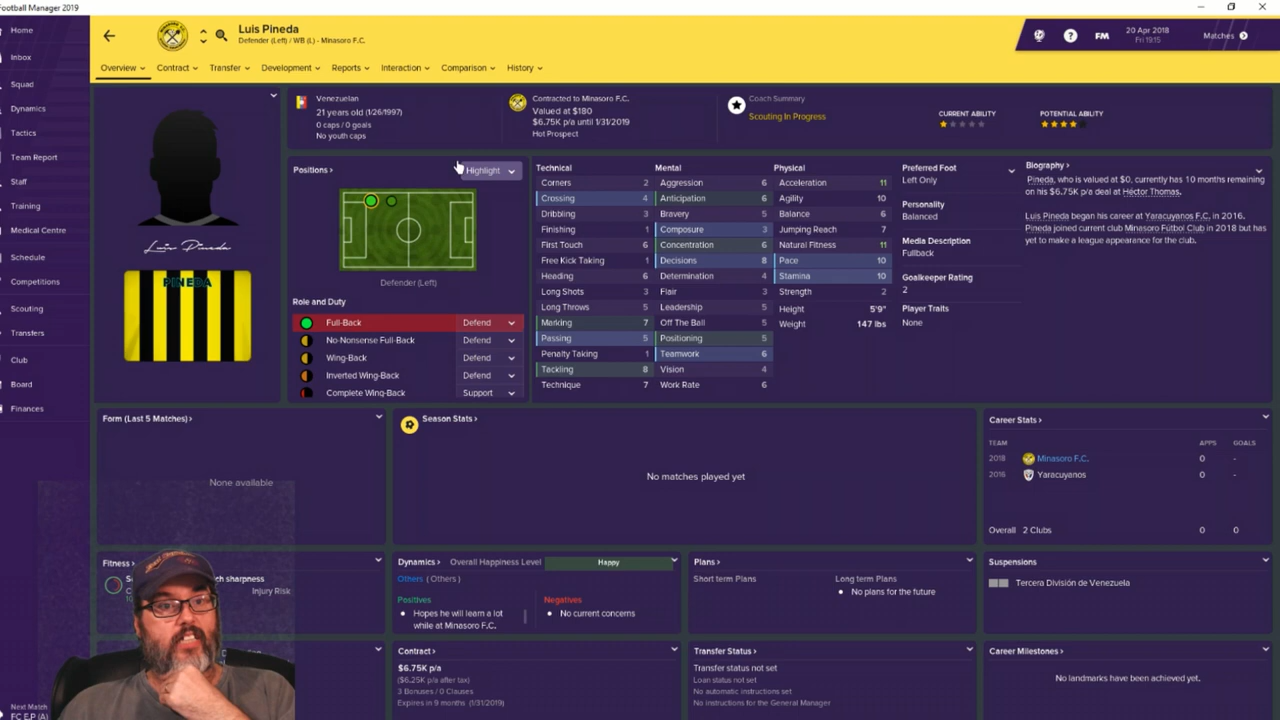 Football Manager 2019
Home
Inbox
Squad
Dynamics
Tactics
Team Report
Staff
Training
Medical Centre
Schedule
Competitions
Scouting
Transfers
Club
Board
Finances
Next Match
FC E.P (A)
Luis Pineda
Defender (Left) / WB (L) - Minasoro F.C.
FM
20 Apr 2018
Fri 19:15
Matches
Overview
Contract
Transfer
Development
Reports
Interaction
Comparison
History
Luis Pineda
PINEDA
Venezuelan
21 years old (1/26/1997)
0 caps / 0 goals
No youth caps
Contracted to Minasoro F.C.
Valued at $180
$6.75K p/a until 1/31/2019
Hot Prospect
Coach Summary
Scouting In Progress
CURRENT ABILITY
POTENTIAL ABILITY
Positions >
Highlight
Defender (Left)
Role and Duty
Full-Back Defend
No-Nonsense Full-Back Defend
Wing-Back Defend
Inverted Wing-Back Defend
Complete Wing-Back Support
Technical
Corners 2
Crossing 4
Dribbling 3
Finishing 1
First Touch 6
Free Kick Taking 1
Heading 6
Long Shots 3
Long Throws 5
Marking 7
Passing 5
Penalty Taking 1
Tackling 8
Technique 7
Mental
Aggression 6
Anticipation 6
Bravery 5
Composure 3
Concentration 6
Decisions 8
Determination 4
Flair 3
Leadership 5
Off The Ball 5
Positioning 5
Teamwork 6
Vision 4
Work Rate 6
Physical
Acceleration 11
Agility 10
Balance 6
Jumping Reach 7
Natural Fitness 11
Pace 10
Stamina 10
Strength 2
Height 5'9"
Weight 147 lbs
Preferred Foot
Left Only
Personality
Balanced
Media Description
Fullback
Goalkeeper Rating
2
Player Traits
None
Biography >
Pineda, who is valued at $0, currently has 10 months remaining
on his $6.75K p/a deal at Héctor Thomas.
Luis Pineda began his career at Yaracuyanos F.C. in 2016.
Pineda joined current club Minasoro Fútbol Club in 2018 but has
yet to make a league appearance for the club.
Form (Last 5 Matches) >
None available
Season Stats >
No matches played yet
Career Stats >
TEAM APPS GOALS
2018 Minasoro F.C. 0 -
2016 Yaracuyanos 0 -
Overall 2 Clubs 0 0
Fitness >
ch sharpness
Injury Risk
Dynamics > Overall Happiness Level Happy
Others (Others)
Positives
Hopes he will learn a lot
while at Minasoro F.C.
Negatives
No current concerns
Plans >
Short term Plans
Long term Plans
No plans for the future
Suspensions
Tercera División de Venezuela
Contract >
$6.75K p/a
($6.25K p/a after tax)
3 Bonuses / 0 Clauses
Expires in 9 months (1/31/2019)
Transfer Status >
Transfer status not set
Loan status not set
No automatic instructions set
No instructions for the General Manager
Career Milestones >
No landmarks have been achieved yet.